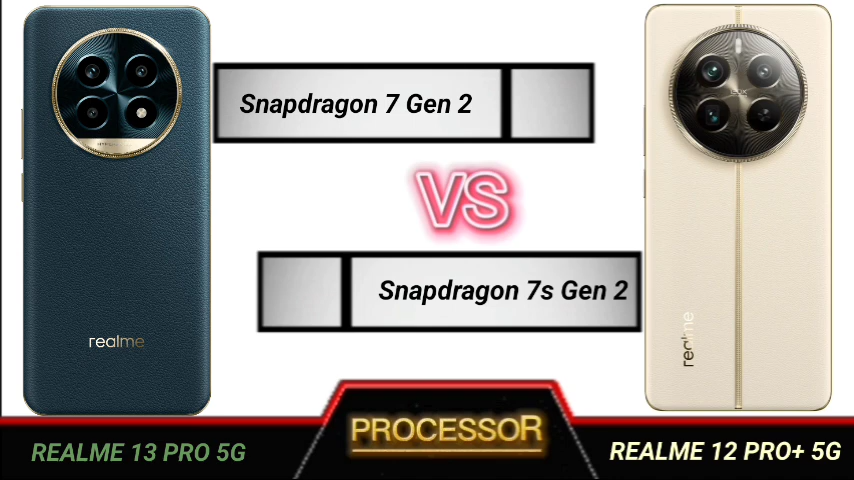 Snapdragon 7 Gen 2
VS
Snapdragon 7s Gen 2
realme
realme
PROCESSOR
REALME 13 PRO 5G
REALME 12 PRO+ 5G